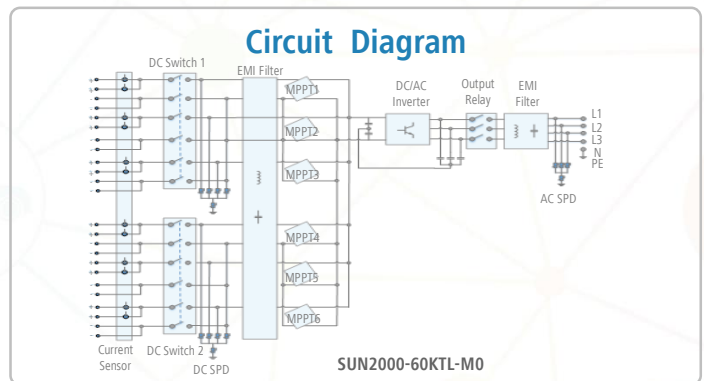 Circuit Diagram
DC Switch 1
EMI Filter
DC/AC
Inverter
Output
Relay
EMI
Filter
MPPT1
MPPT2
MPPT3
MPPT4
MPPT5
MPPT6
L1
L2
L3
N
PE
AC SPD
Current
Sensor
DC Switch 2
DC SPD
SUN2000-60KTL-M0